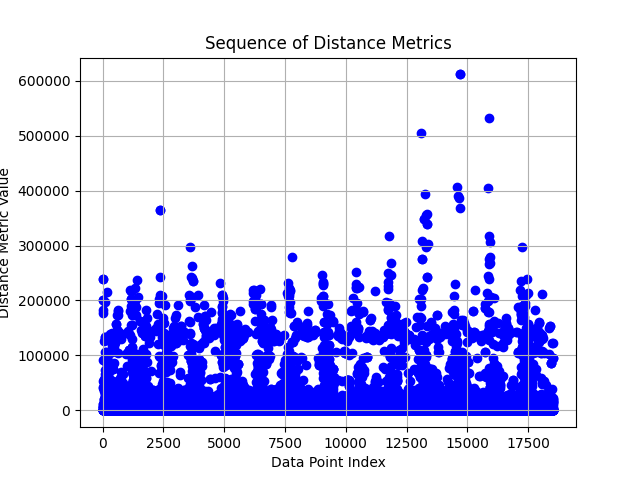 Sequence of Distance Metrics
600000
500000
400000
300000
200000
100000
0
Distance Metric Value
0 2500 5000 7500 10000 12500 15000 17500
Data Point Index